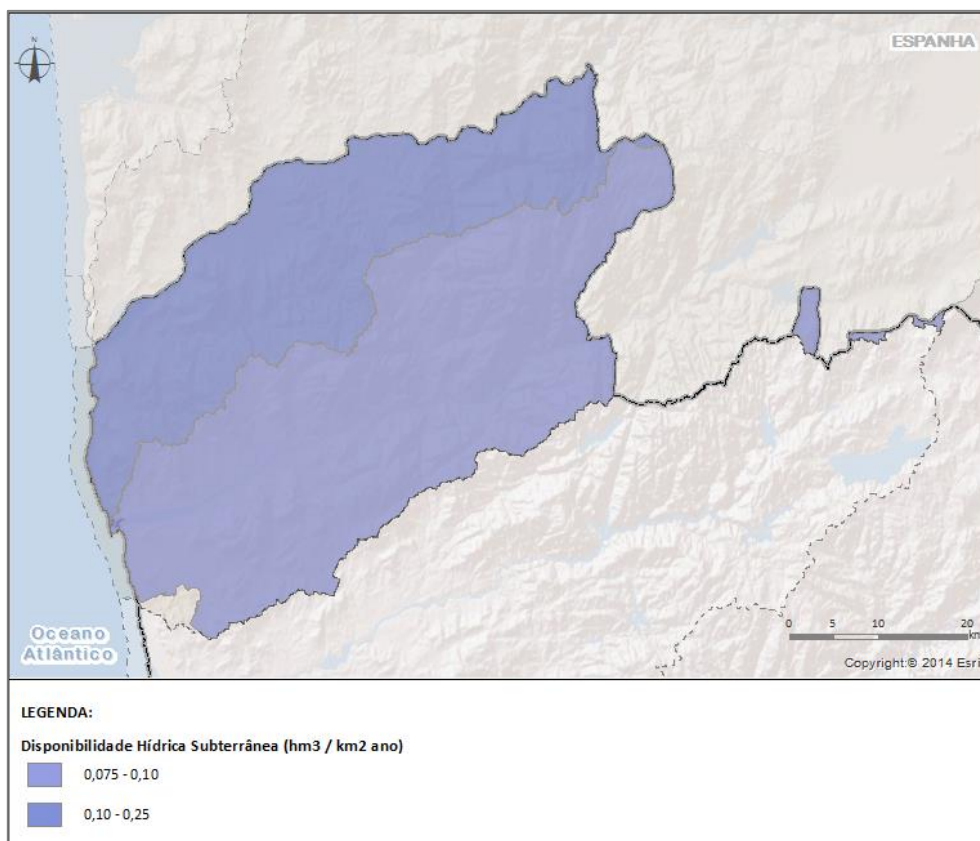 N
ESPANHA
Oceano
Atlântico
0 5 10 20
km
Copyright:© 2014 Esri
LEGENDA:
Disponibilidade Hídrica Subterrânea (hm3 / km2 ano)
0,075 - 0,10
0,10 - 0,25